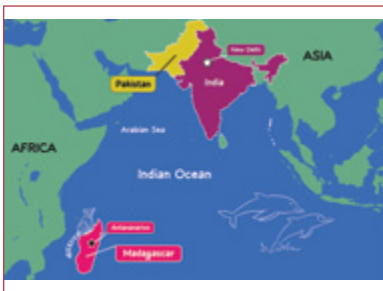 New Delhi
ASIA
Pakistan
India
Arabian Sea
AFRICA
Indian Ocean
Antananarivo
Madagascar